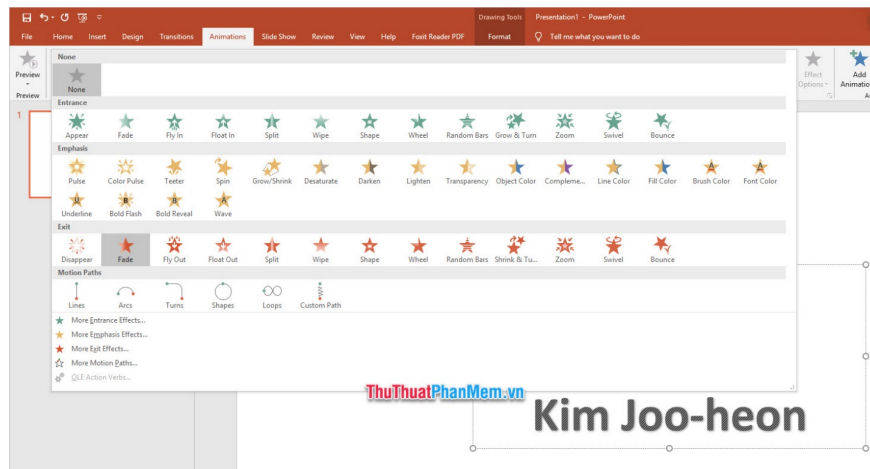 Drawing Tools Presentation1 - PowerPoint
File Home Insert Design Transitions Animations Slide Show Review View Help Foxit Reader PDF Format Tell me what you want to do
None
Preview None Effect Options Add
Preview
Entrance
Appear Fade Fly In Float In Split Wipe Shape Wheel Random Bars Grow & Turn Zoom Swivel Bounce
Emphasis
Pulse Color Pulse Teeter Spin Grow/Shrink Desaturate Darken Lighten Transparency Object Color Compleme... Line Color Fill Color Brush Color Font Color
Underline Bold Flash Bold Reveal Wave
Exit
Disappear Fade Fly Out Float Out Split Wipe Shape Wheel Random Bars Shrink & Tu... Zoom Swivel Bounce
Motion Paths
Lines Arcs Turns Shapes Loops Custom Path
More Entrance Effects...
More Emphasis Effects...
More Exit Effects...
More Motion Paths...
OLE Action Verbs...
1
ThuThuatPhanMem.vn
Kim Joo-heon